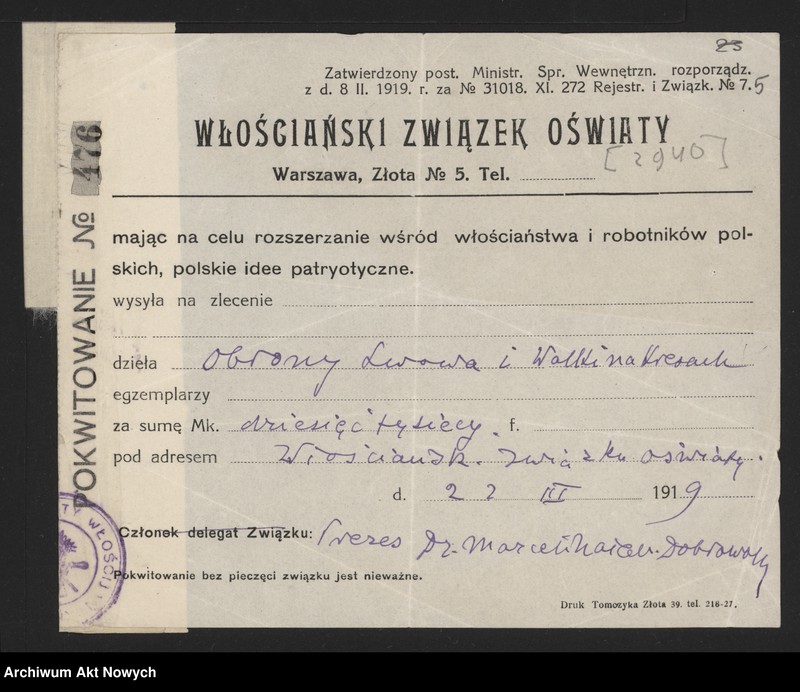 23
Zatwierdzony post. Ministr. Spr. Wewnętrzn. rozporządz.
z d. 8 II. 1919. r. za № 31018. XI. 272 Rejestr. i Związk. № 7.5
WŁOŚCIAŃSKI ZWIĄZEK OŚWIATY
[2940]
Warszawa, Złota № 5. Tel.
mając na celu rozszerzanie wśród włościaństwa i robotników pol-
skich, polskie idee patryotyczne.
wysyła na zlecenie
dzieła Obrony Lwowa i Walki na Kresach
egzemplarzy
za sumę Mk. dziesięć tysięcy. f.
pod adresem Włościańsk. Związku oświaty.
d. 22 III 1919
Członek delegat Związku: Prezes Dr. Marceli
Pokwitowanie bez pieczęci związku jest nieważne.
Druk Tomczyka Złota 39. tel. 218-27.
POKWITOWANIE № 476
TY WŁOŚCIJ
Archiwum Akt Nowych